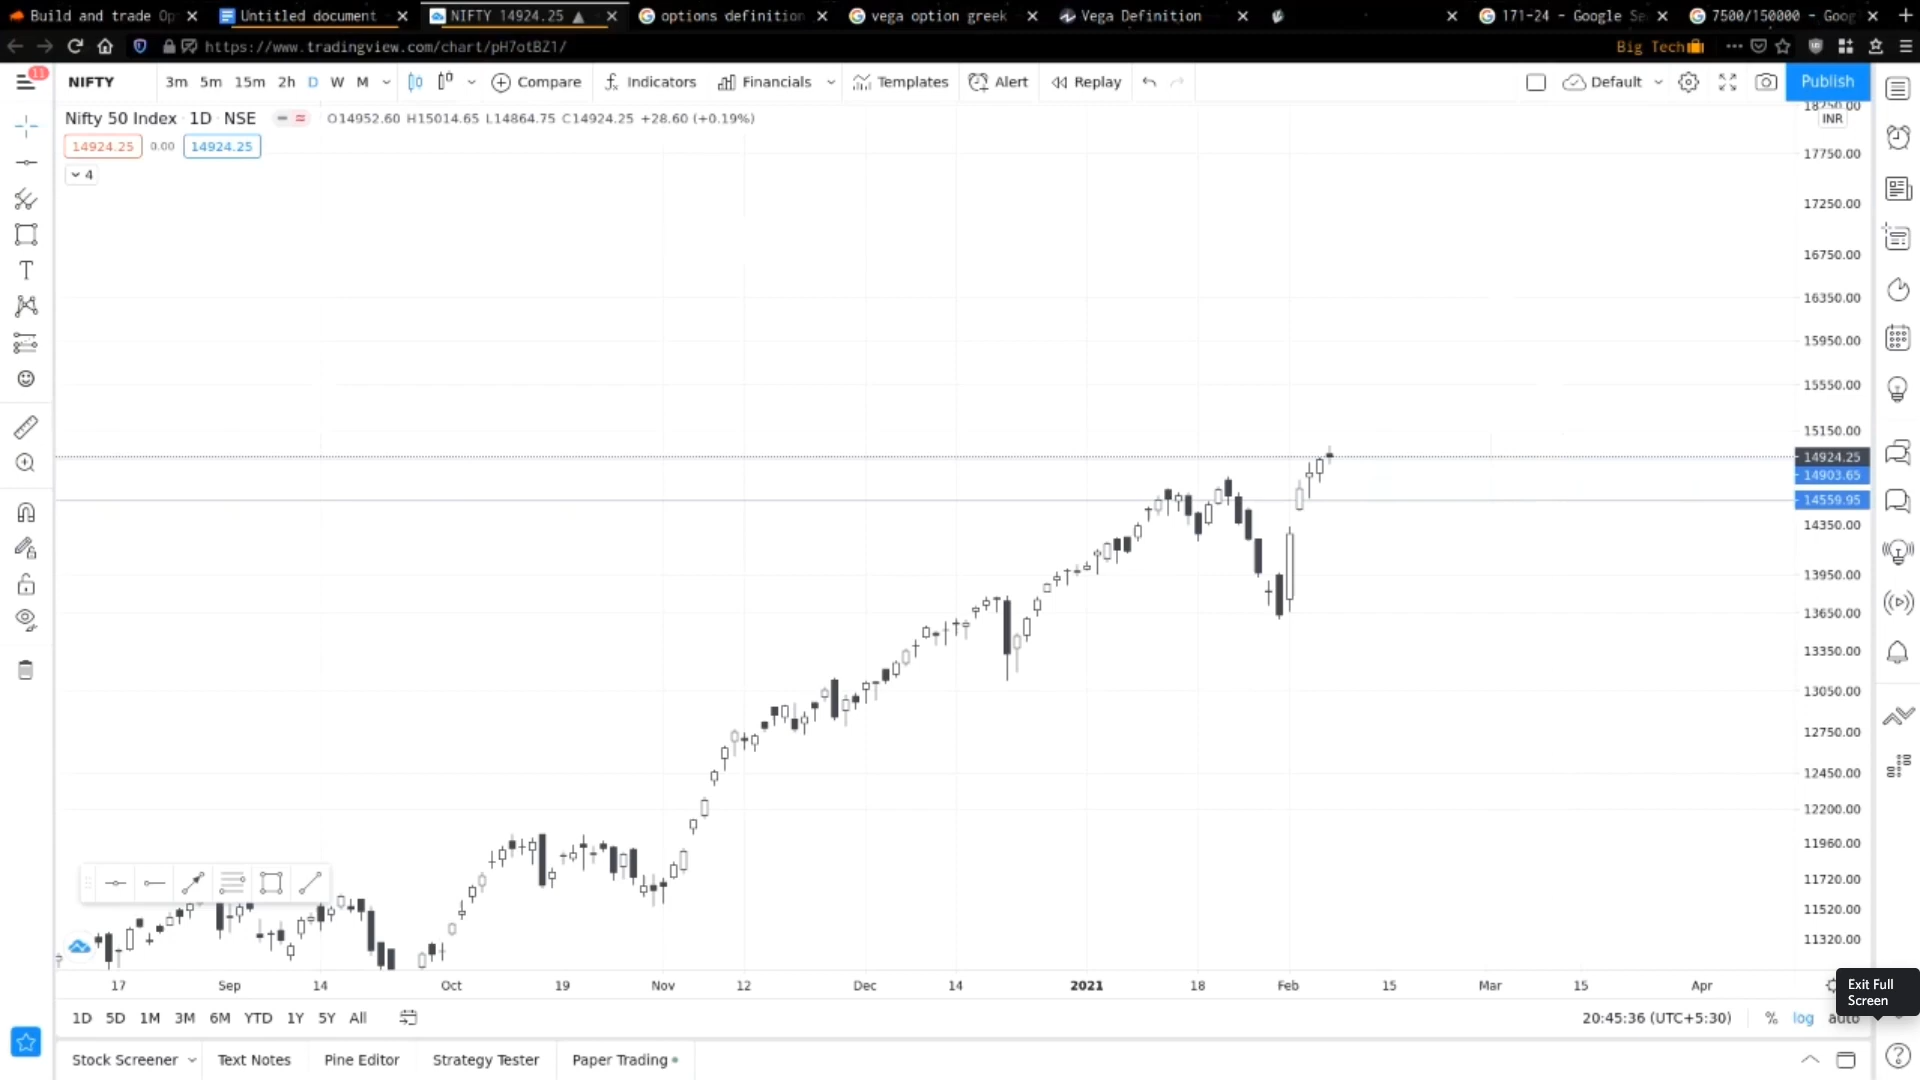 Build and trade Op
Untitled document
NIFTY 14924.25 ▲
options definition
vega option greek
Vega Definition
171-24 - Google Se
7500/150000 - Goog
https://www.tradingview.com/chart/pH7otBZ1/
Big Tech
11
NIFTY
3m 5m 15m 2h D W M
Compare
Indicators
Financials
Templates
Alert
Replay
Default
Publish
Nifty 50 Index · 1D · NSE
O14952.60 H15014.65 L14864.75 C14924.25 +28.60 (+0.19%)
14924.25 0.00 14924.25
4
18250.00
INR
17750.00
17250.00
16750.00
16350.00
15950.00
15550.00
15150.00
14924.25
14903.65
14559.95
14350.00
13950.00
13650.00
13350.00
13050.00
12750.00
12450.00
12200.00
11960.00
11720.00
11520.00
11320.00
17 Sep 14 Oct 19 Nov 12 Dec 14 2021 18 Feb 15 Mar 15 Apr
Exit Full
Screen
1D 5D 1M 3M 6M YTD 1Y 5Y All
20:45:36 (UTC+5:30)
% log auto
Stock Screener
Text Notes
Pine Editor
Strategy Tester
Paper Trading